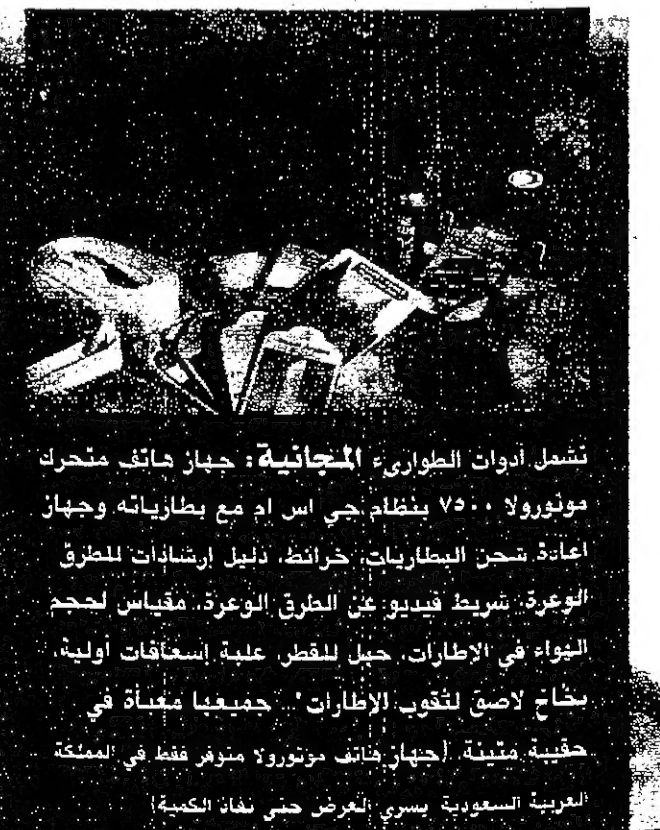 تشمل أدوات الطوارىء المجانية: جهاز هاتف متحرك
موتورولا ٧٥٠٠ بنظام جي اس ام مع بطارياته وجهاز
اعادة شحن البطاريات، خرائط، دليل إرشادات للطرق
الوعرة، شريط فيديو عن الطرق الوعرة، مقياس لحجم
الهواء في الإطارات، حبل للقطر، علبة إسعافات أولية،
بخّاخ لاصق لثقوب الإطارات".. جميعها معبأة في
حقيبة متينة. (جهاز هاتف موتورولا متوفر فقط في المملكة
العربية السعودية يسري العرض حتى نفاذ الكمية)